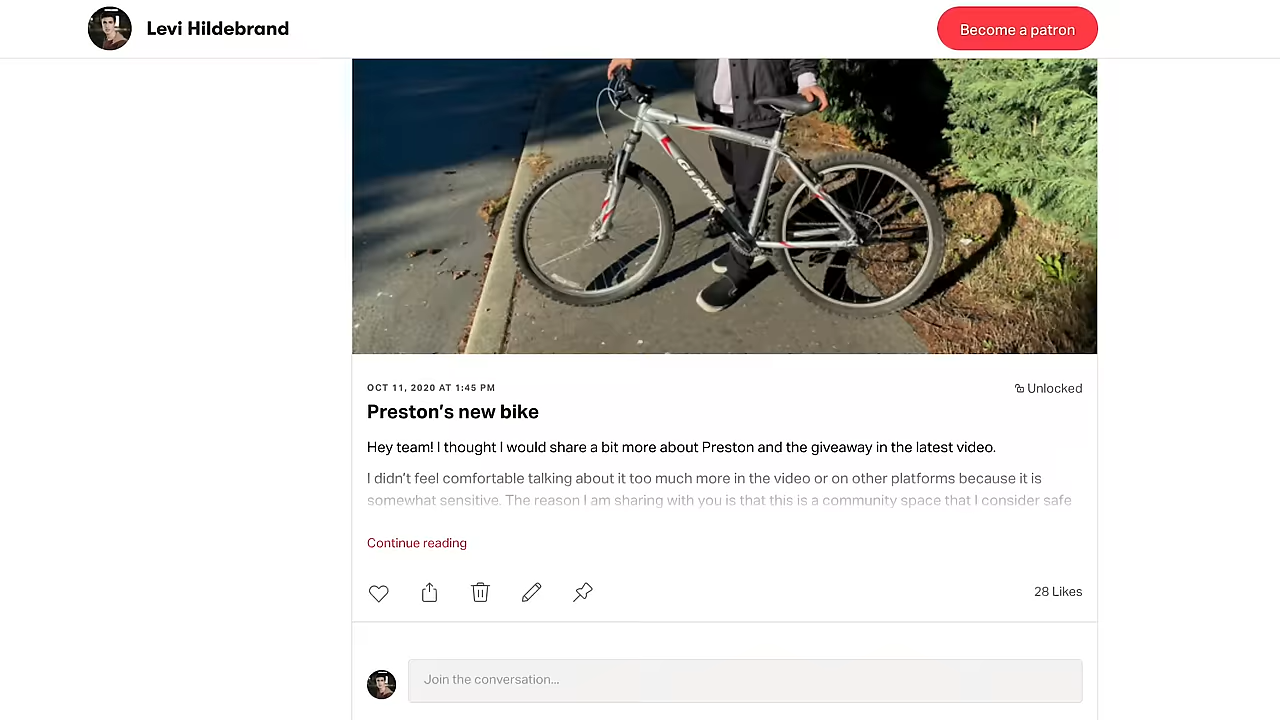 Levi Hildebrand
Become a patron
GIANT
OCT 11, 2020 AT 1:45 PM
Unlocked
Preston's new bike
Hey team! I thought I would share a bit more about Preston and the giveaway in the latest video.
I didn't feel comfortable talking about it too much more in the video or on other platforms because it is
somewhat sensitive. The reason I am sharing with you is that this is a community space that I consider safe
Continue reading
28 Likes
Join the conversation...